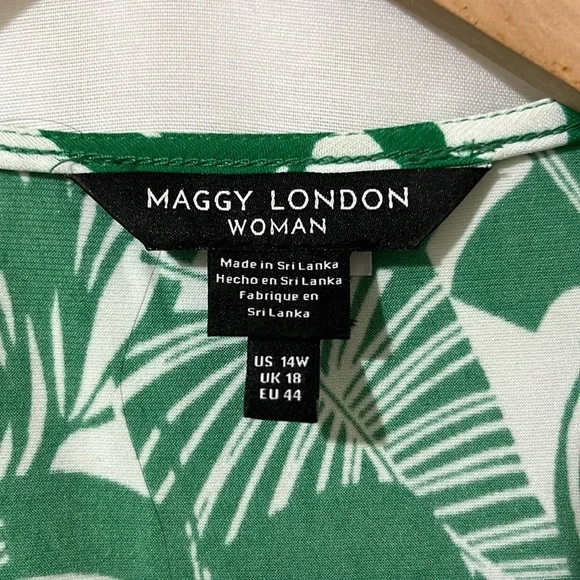 MAGGY LONDON
WOMAN
Made in Sri Lanka
Hecho en Sri Lanka
Fabrique en
Sri Lanka
US 14W
UK 18
EU 44